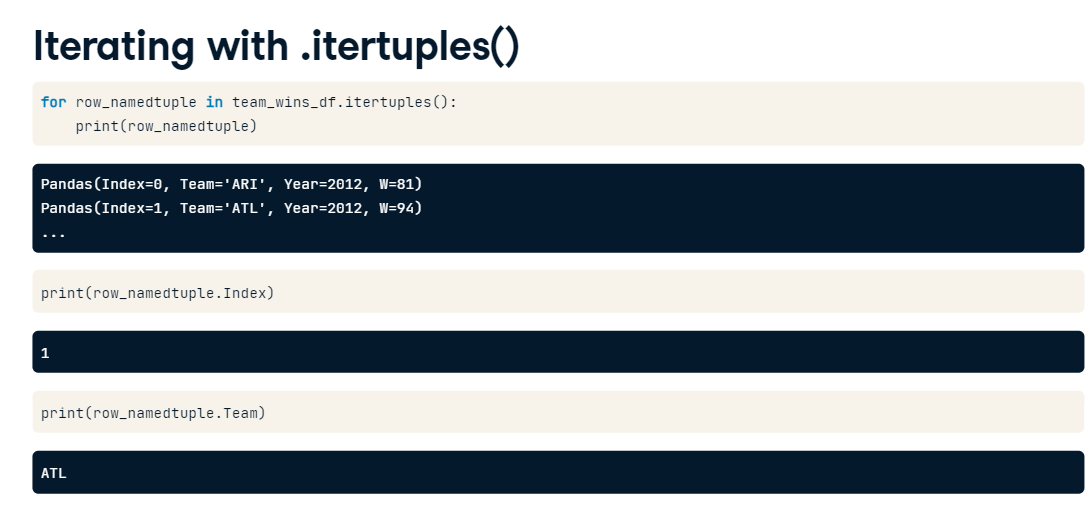 Iterating with .itertuples()
for row_namedtuple in team_wins_df.itertuples():
    print(row_namedtuple)
Pandas(Index=0, Team='ARI', Year=2012, W=81)
Pandas(Index=1, Team='ATL', Year=2012, W=94)
...
print(row_namedtuple.Index)
1
print(row_namedtuple.Team)
ATL